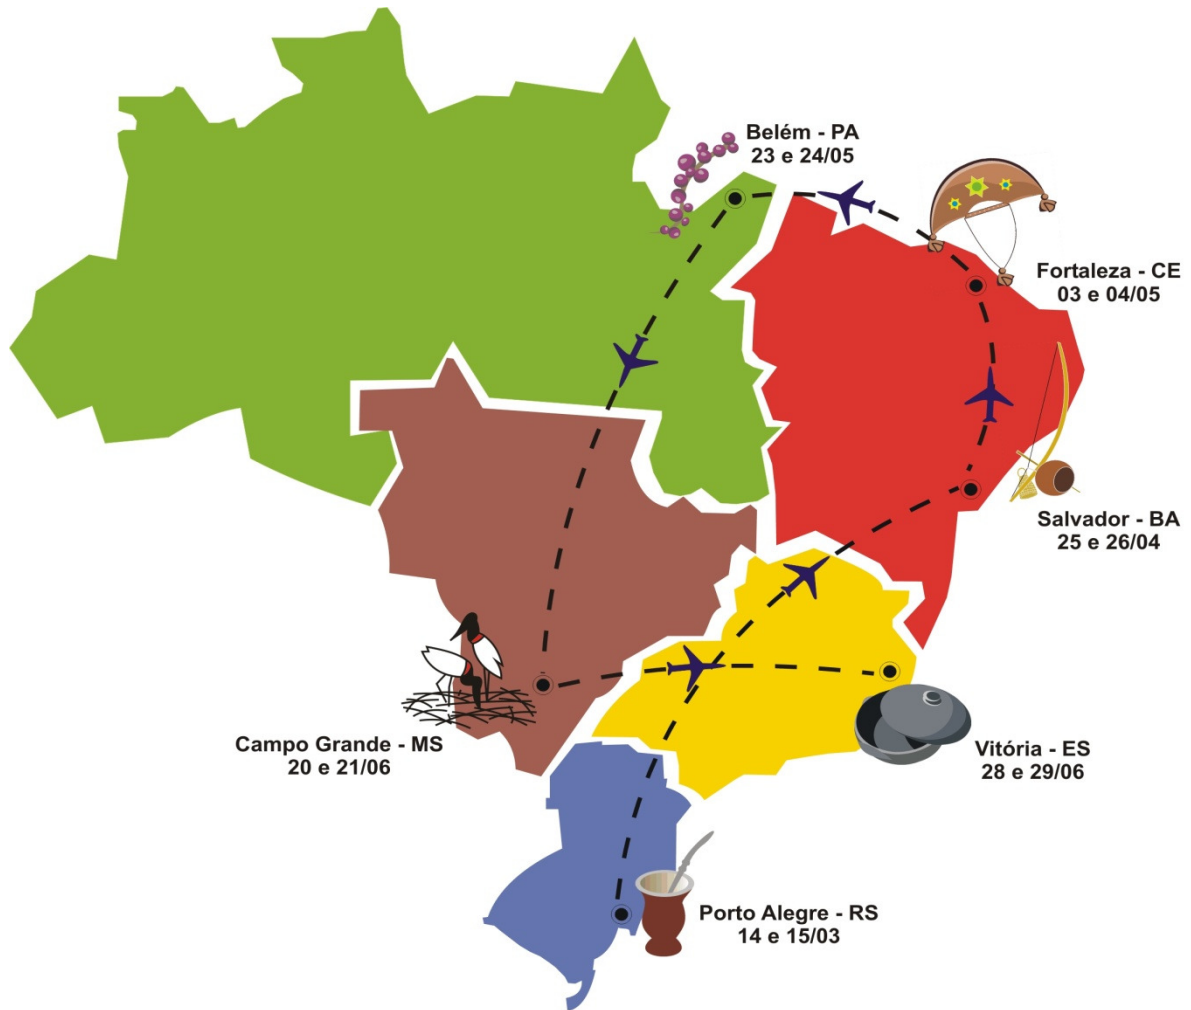 Belém - PA
23 e 24/05
Fortaleza - CE
03 e 04/05
Salvador - BA
25 e 26/04
Campo Grande - MS
20 e 21/06
Vitória - ES
28 e 29/06
Porto Alegre - RS
14 e 15/03